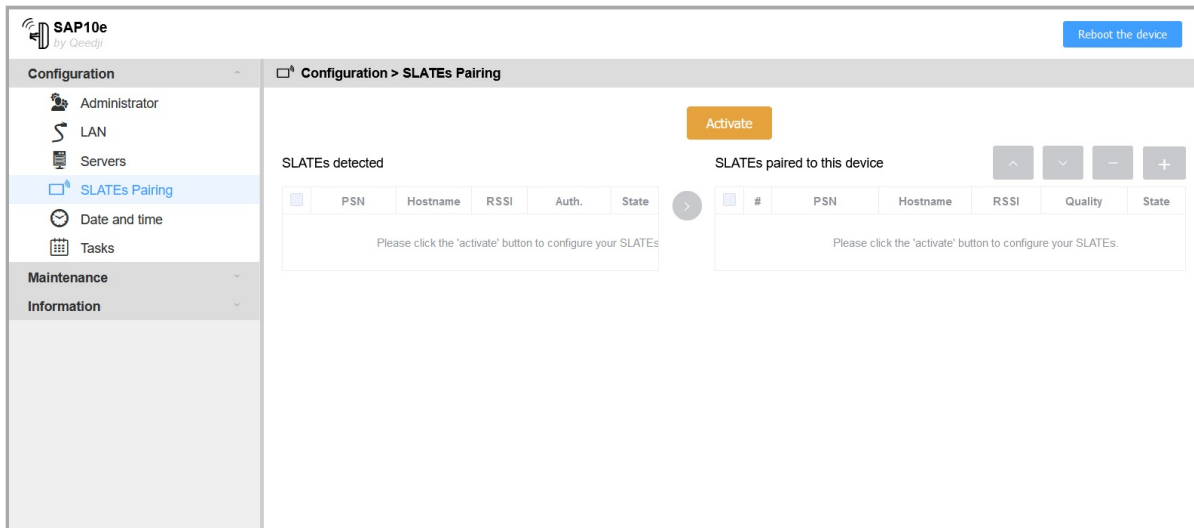 SAP10e
by Qeedji
Reboot the device
Configuration
Administrator
LAN
Servers
SLATEs Pairing
Date and time
Tasks
Maintenance
Information
Configuration > SLATEs Pairing
Activate
SLATEs detected
PSN Hostname RSSI Auth. State
Please click the 'activate' button to configure your SLATEs
SLATEs paired to this device
# PSN Hostname RSSI Quality State
Please click the 'activate' button to configure your SLATEs.